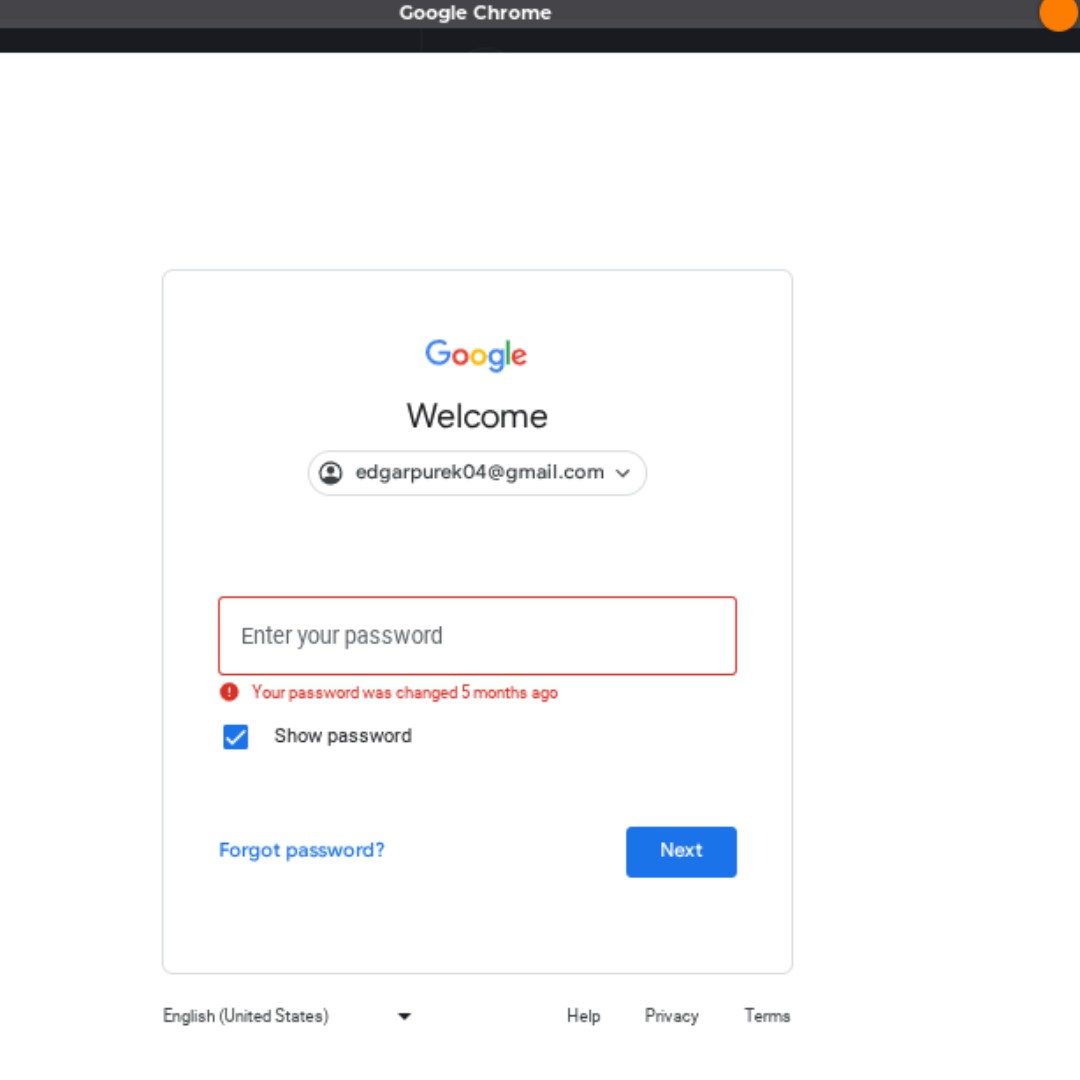 Google Chrome
Google
Welcome
edgarpurek04@gmail.com
Enter your password
Your password was changed 5 months ago
Show password
Forgot password?
Next
English (United States)
Help
Privacy
Terms